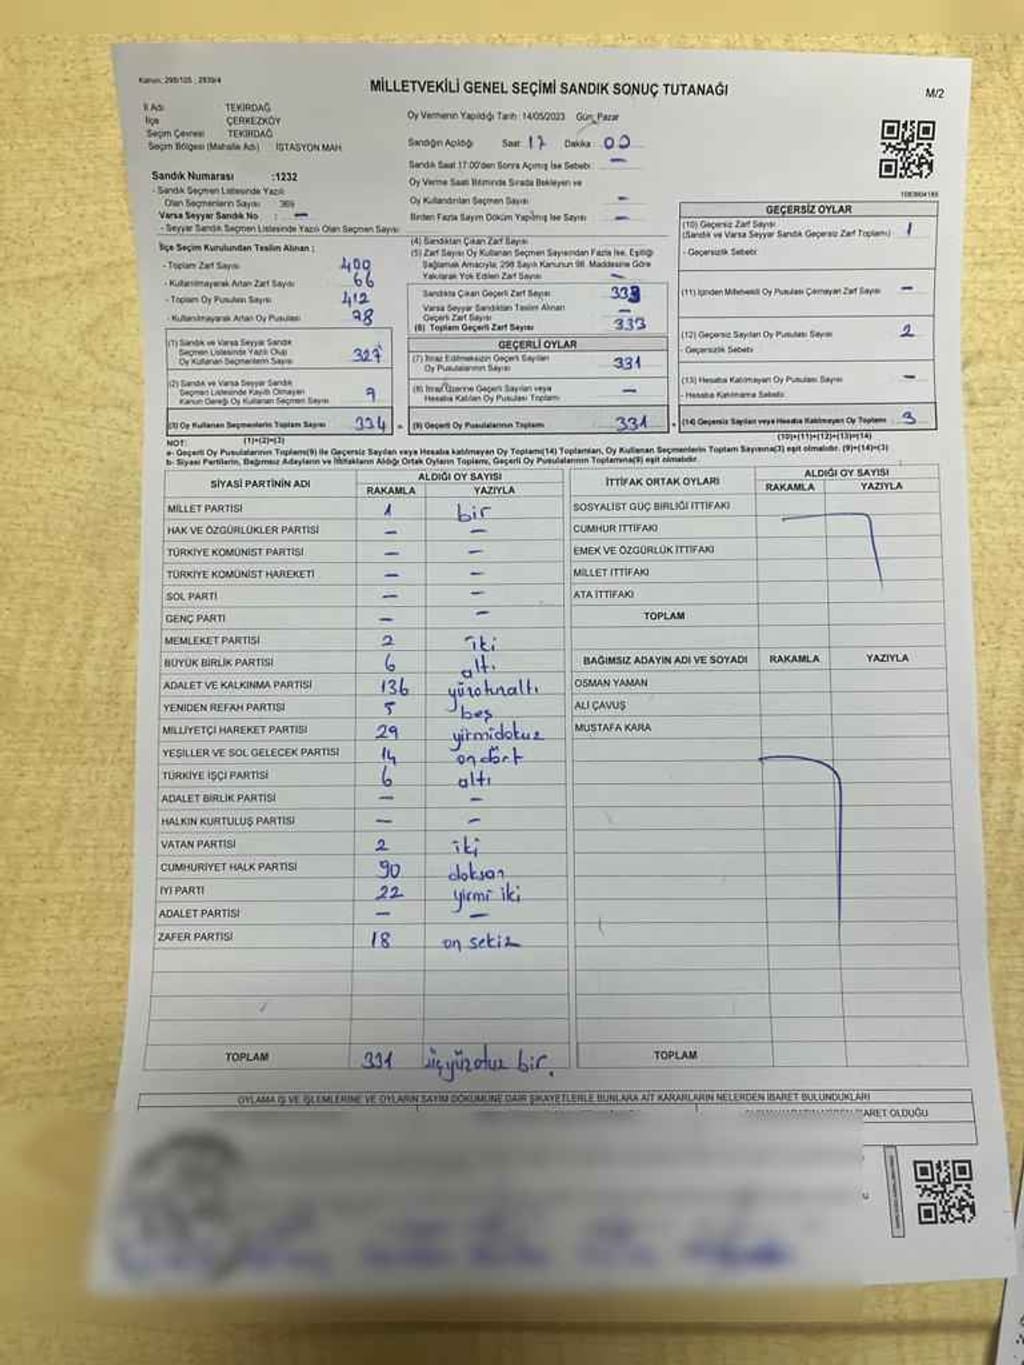 Kanun: 298/105 ; 2839/4
MİLLETVEKİLİ GENEL SEÇİMİ SANDIK SONUÇ TUTANAĞI
M/2
İl Adı TEKİRDAĞ
İlçe ÇERKEZKÖY
Seçim Çevresi TEKİRDAĞ
Seçim Bölgesi (Mahalle Adı) : İSTASYON MAH.
Oy Vermenin Yapıldığı Tarih: 14/05/2023 Gün: Pazar
Sandığın Açıldığı Saat: 17 Dakika: 00
Sandık Saat 17:00'den Sonra Açılmış İse Sebebi: —
Oy Verme Saati Bitiminde Sırada Bekleyen ve
Oy Kullandırılan Seçmen Sayısı : —
Birden Fazla Sayım Döküm Yapılmış İse Sayısı : —
Sandık Numarası :1232
- Sandık Seçmen Listesinde Yazılı
Olan Seçmenlerin Sayısı 369
Varsa Seyyar Sandık No : —
- Seyyar Sandık Seçmen Listesinde Yazılı Olan Seçmen Sayısı
İlçe Seçim Kurulundan Teslim Alınan :
- Toplam Zarf Sayısı 400
- Kullanılmayarak Artan Zarf Sayısı 66
- Toplam Oy Pusulası Sayısı 412
- Kullanılmayarak Artan Oy Pusulası 78
(1) Sandık ve Varsa Seyyar Sandık
Seçmen Listesinde Yazılı Olup
Oy Kullanan Seçmenlerin Sayısı 327
(2) Sandık ve Varsa Seyyar Sandık
Seçmen Listesinde Kayıtlı Olmayan
Kanun Gereği Oy Kullanan Seçmen Sayısı 7
(3) Oy Kullanan Seçmenlerin Toplam Sayısı 334
(1)+(2)=(3)
(4) Sandıktan Çıkan Zarf Sayısı
(5) Zarf Sayısı Oy Kullanan Seçmen Sayısından Fazla İse, Eşitliği
Sağlamak Amacıyla, 298 Sayılı Kanunun 98. Maddesine Göre
Yakılarak Yok Edilen Zarf Sayısı —
Sandıkta Çıkan Geçerli Zarf Sayısı 333
Varsa Seyyar Sandıktan Teslim Alınan
Geçerli Zarf Sayısı —
(6) Toplam Geçerli Zarf Sayısı 333
GEÇERLİ OYLAR
(7) İtiraz Edilmeksizin Geçerli Sayılan
Oy Pusulalarının Sayısı 331
(8) İtiraz Üzerine Geçerli Sayılan veya
Hesaba Katılan Oy Pusulası Toplamı —
= (9) Geçerli Oy Pusulalarının Toplamı 331
GEÇERSİZ OYLAR
(10) Geçersiz Zarf Sayısı 1
(Sandık ve Varsa Seyyar Sandık Geçersiz Zarf Toplamı)
- Geçersizlik Sebebi:
(11) İçinden Milletvekili Oy Pusulası Çıkmayan Zarf Sayısı —
(12) Geçersiz Sayılan Oy Pusulası Sayısı 2
- Geçersizlik Sebebi:
(13) Hesaba Katılmayan Oy Pusulası Sayısı —
- Hesaba Katılmama Sebebi:
+ (14) Geçersiz Sayılan veya Hesaba Katılmayan Oy Toplamı 3
(10)+(11)+(12)+(13)=(14)
NOT:
a- Geçerli Oy Pusulalarının Toplamı(9) ile Geçersiz Sayılan veya Hesaba katılmayan Oy Toplamı(14) Toplamları, Oy Kullanan Seçmenlerin Toplam Sayısına(3) eşit olmalıdır. (9)+(14)=(3)
b- Siyasi Partilerin, Bağımsız Adayların ve İttifakların Aldığı Ortak Oyların Toplamı, Geçerli Oy Pusulalarının Toplamına(9) eşit olmalıdır.
SİYASİ PARTİNİN ADI ALDIĞI OY SAYISI
RAKAMLA YAZIYLA
MİLLET PARTİSİ 1 bir
HAK VE ÖZGÜRLÜKLER PARTİSİ — —
TÜRKİYE KOMÜNİST PARTİSİ — —
TÜRKİYE KOMÜNİST HAREKETİ — —
SOL PARTİ — —
GENÇ PARTİ — —
MEMLEKET PARTİSİ 2 iki
BÜYÜK BİRLİK PARTİSİ 6 altı
ADALET VE KALKINMA PARTİSİ 136 yüzotuzaltı
YENİDEN REFAH PARTİSİ 5 beş
MİLLİYETÇİ HAREKET PARTİSİ 29 yirmidokuz
YEŞİLLER VE SOL GELECEK PARTİSİ 14 ondört
TÜRKİYE İŞÇİ PARTİSİ 6 altı
ADALET BİRLİK PARTİSİ — —
HALKIN KURTULUŞ PARTİSİ — —
VATAN PARTİSİ 2 iki
CUMHURİYET HALK PARTİSİ 90 doksan
İYİ PARTİ 22 yirmi iki
ADALET PARTİSİ — —
ZAFER PARTİSİ 18 on sekiz
TOPLAM 331 üçyüzotuz bir.
İTTİFAK ORTAK OYLARI ALDIĞI OY SAYISI
RAKAMLA YAZIYLA
SOSYALİST GÜÇ BİRLİĞİ İTTİFAKI
CUMHUR İTTİFAKI
EMEK VE ÖZGÜRLÜK İTTİFAKI
MİLLET İTTİFAKI
ATA İTTİFAKI
TOPLAM
BAĞIMSIZ ADAYIN ADI VE SOYADI RAKAMLA YAZIYLA
OSMAN YAMAN
ALİ ÇAVUŞ
MUSTAFA KARA
TOPLAM
OYLAMA İŞ VE İŞLEMLERİNE VE OYLARIN SAYIM DÖKÜMÜNE DAİR ŞİKAYETLERLE BUNLARA AİT KARARLARIN NELERDEN İBARET BULUNDUKLARI
İBARET OLDUĞU